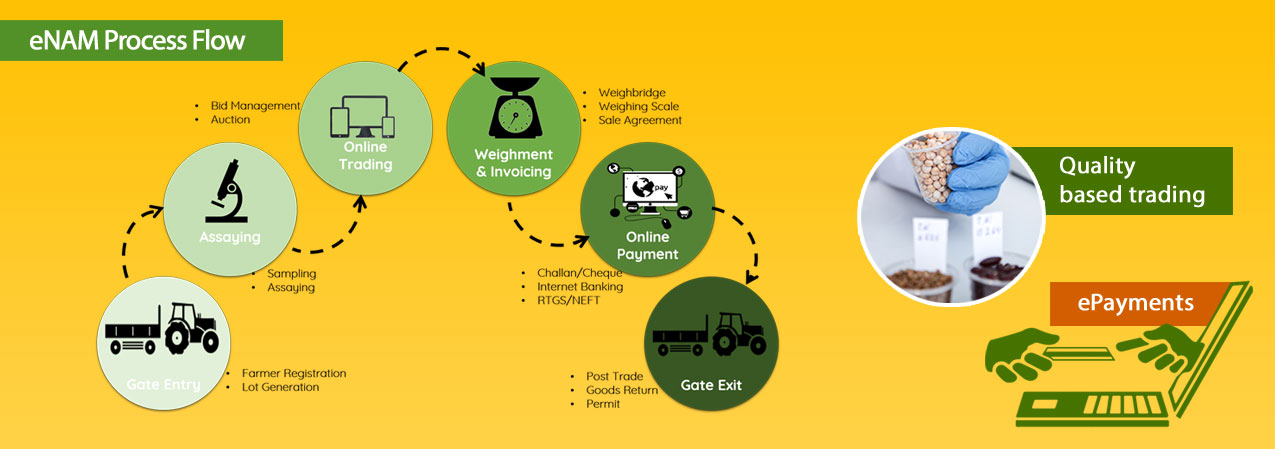 eNAM Process Flow
Gate Entry
• Farmer Registration
• Lot Generation
Assaying
• Sampling
• Assaying
Online
Trading
• Bid Management
• Auction
Weighment
& Invoicing
• Weighbridge
• Weighing Scale
• Sale Agreement
pay
Online
Payment
• Challan/Cheque
• Internet Banking
• RTGS/NEFT
Gate Exit
• Post Trade
• Goods Return
• Permit
Quality
based trading
ePayments